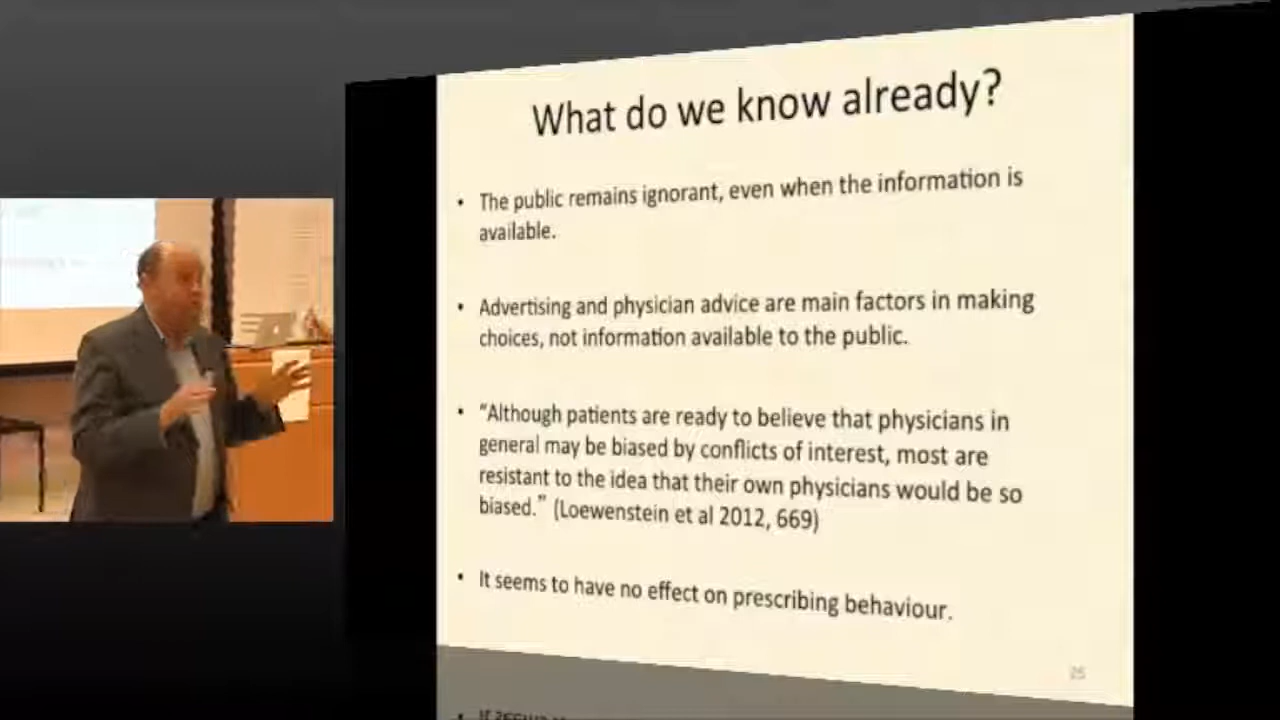 What do we know already?
• The public remains ignorant, even when the information is
available.
• Advertising and physician advice are main factors in making
choices, not information available to the public.
• “Although patients are ready to believe that physicians in
general may be biased by conflicts of interest, most are
resistant to the idea that their own physicians would be so
biased.” (Loewenstein et al 2012, 669)
• It seems to have no effect on prescribing behaviour.
25